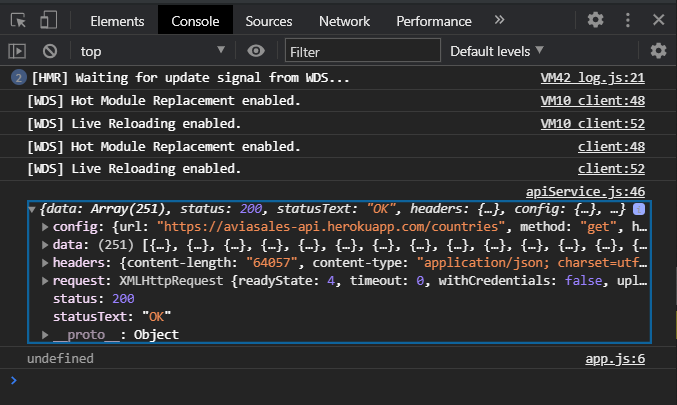 Elements Console Sources Network Performance »
top Filter Default levels
2 [HMR] Waiting for update signal from WDS... VM42 log.js:21
[WDS] Hot Module Replacement enabled. VM10 client:48
[WDS] Live Reloading enabled. VM10 client:52
[WDS] Hot Module Replacement enabled. client:48
[WDS] Live Reloading enabled. client:52
apiService.js:46
{data: Array(251), status: 200, statusText: "OK", headers: {…}, config: {…}, …} i
config: {url: "https://aviasales-api.herokuapp.com/countries", method: "get", h…
data: (251) [{…}, {…}, {…}, {…}, {…}, {…}, {…}, {…}, {…}, {…}, {…}, {…}, {…
headers: {content-length: "64057", content-type: "application/json; charset=utf…
request: XMLHttpRequest {readyState: 4, timeout: 0, withCredentials: false, upl…
status: 200
statusText: "OK"
__proto__: Object
undefined app.js:6